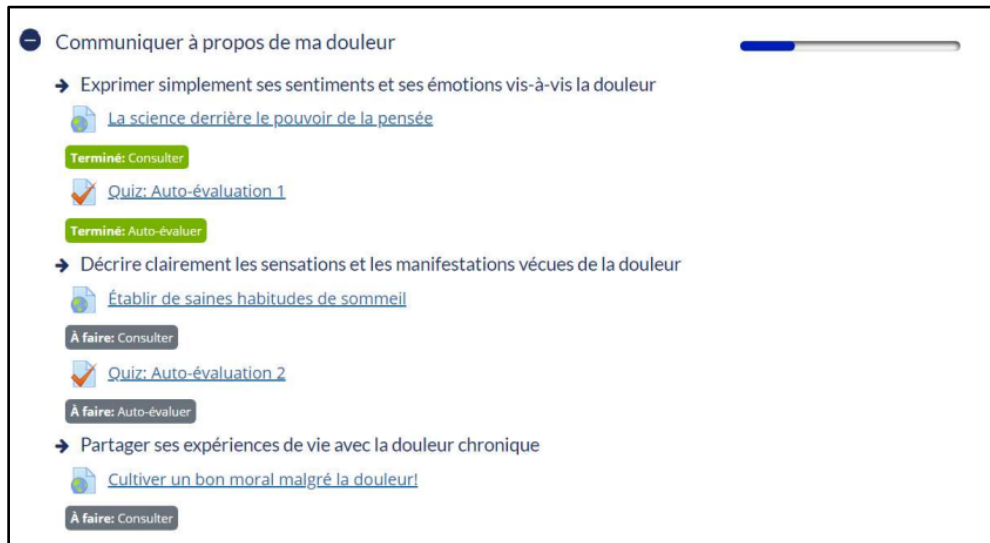 Communiquer à propos de ma douleur
Exprimer simplement ses sentiments et ses émotions vis-à-vis la douleur
La science derrière le pouvoir de la pensée
Terminé: Consulter
Quiz: Auto-évaluation 1
Terminé: Auto-évaluer
Décrire clairement les sensations et les manifestations vécues de la douleur
Établir de saines habitudes de sommeil
À faire: Consulter
Quiz: Auto-évaluation 2
À faire: Auto-évaluer
Partager ses expériences de vie avec la douleur chronique
Cultiver un bon moral malgré la douleur!
À faire: Consulter